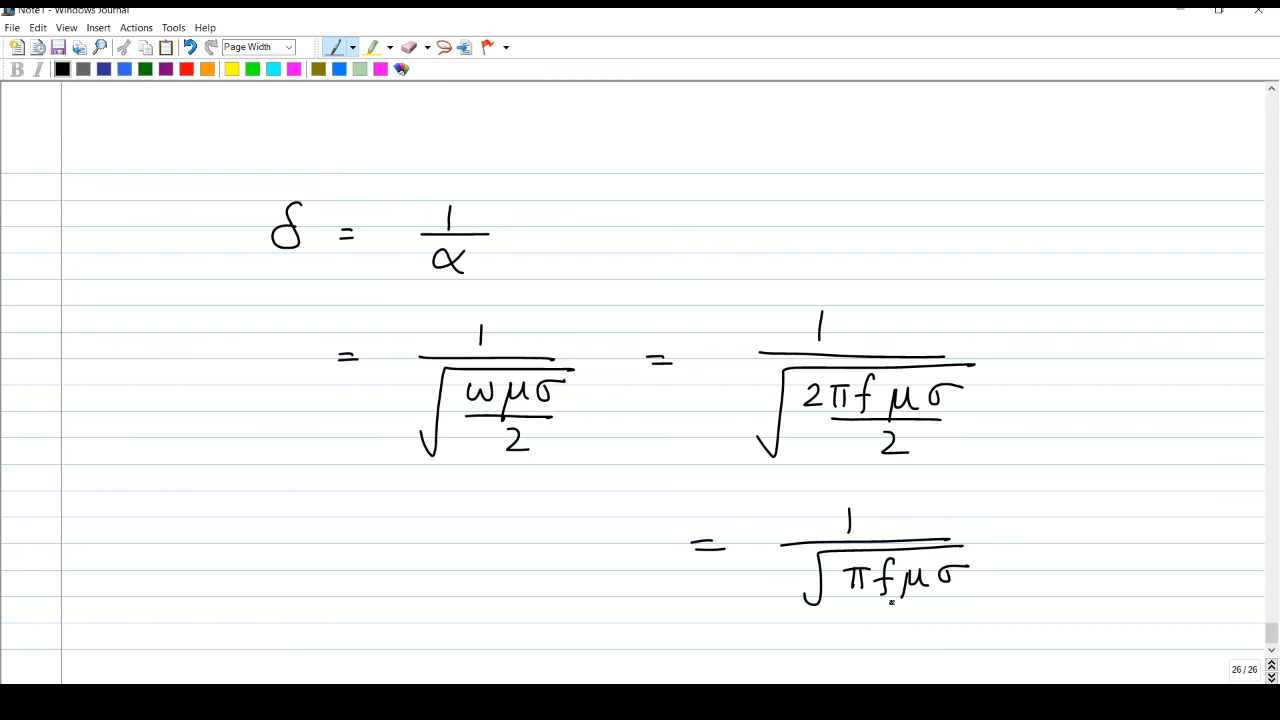 Note1 - Windows Journal
File Edit View Insert Actions Tools Help
Page Width
B I
δ = 1/α
= 1/√(ωμσ/2) = 1/√(2πfμσ/2)
= 1/√(πfμσ)
26 / 26